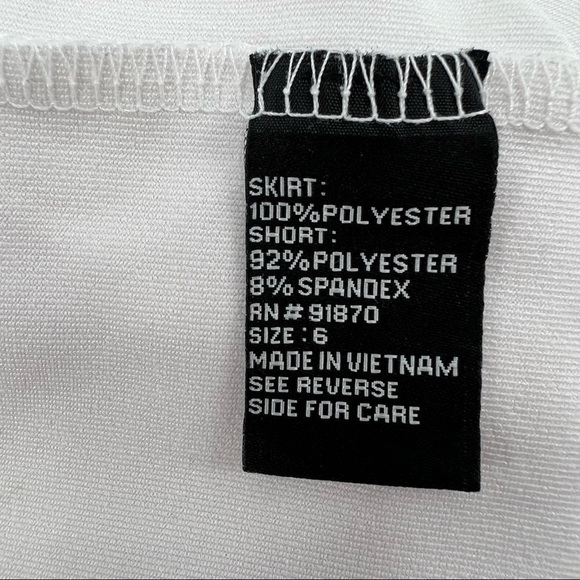 SKIRT:
100%POLYESTER
SHORT:
92%POLYESTER
8%SPANDEX
RN#91870
SIZE:6
MADE IN VIETNAM
SEE REVERSE
SIDE FOR CARE